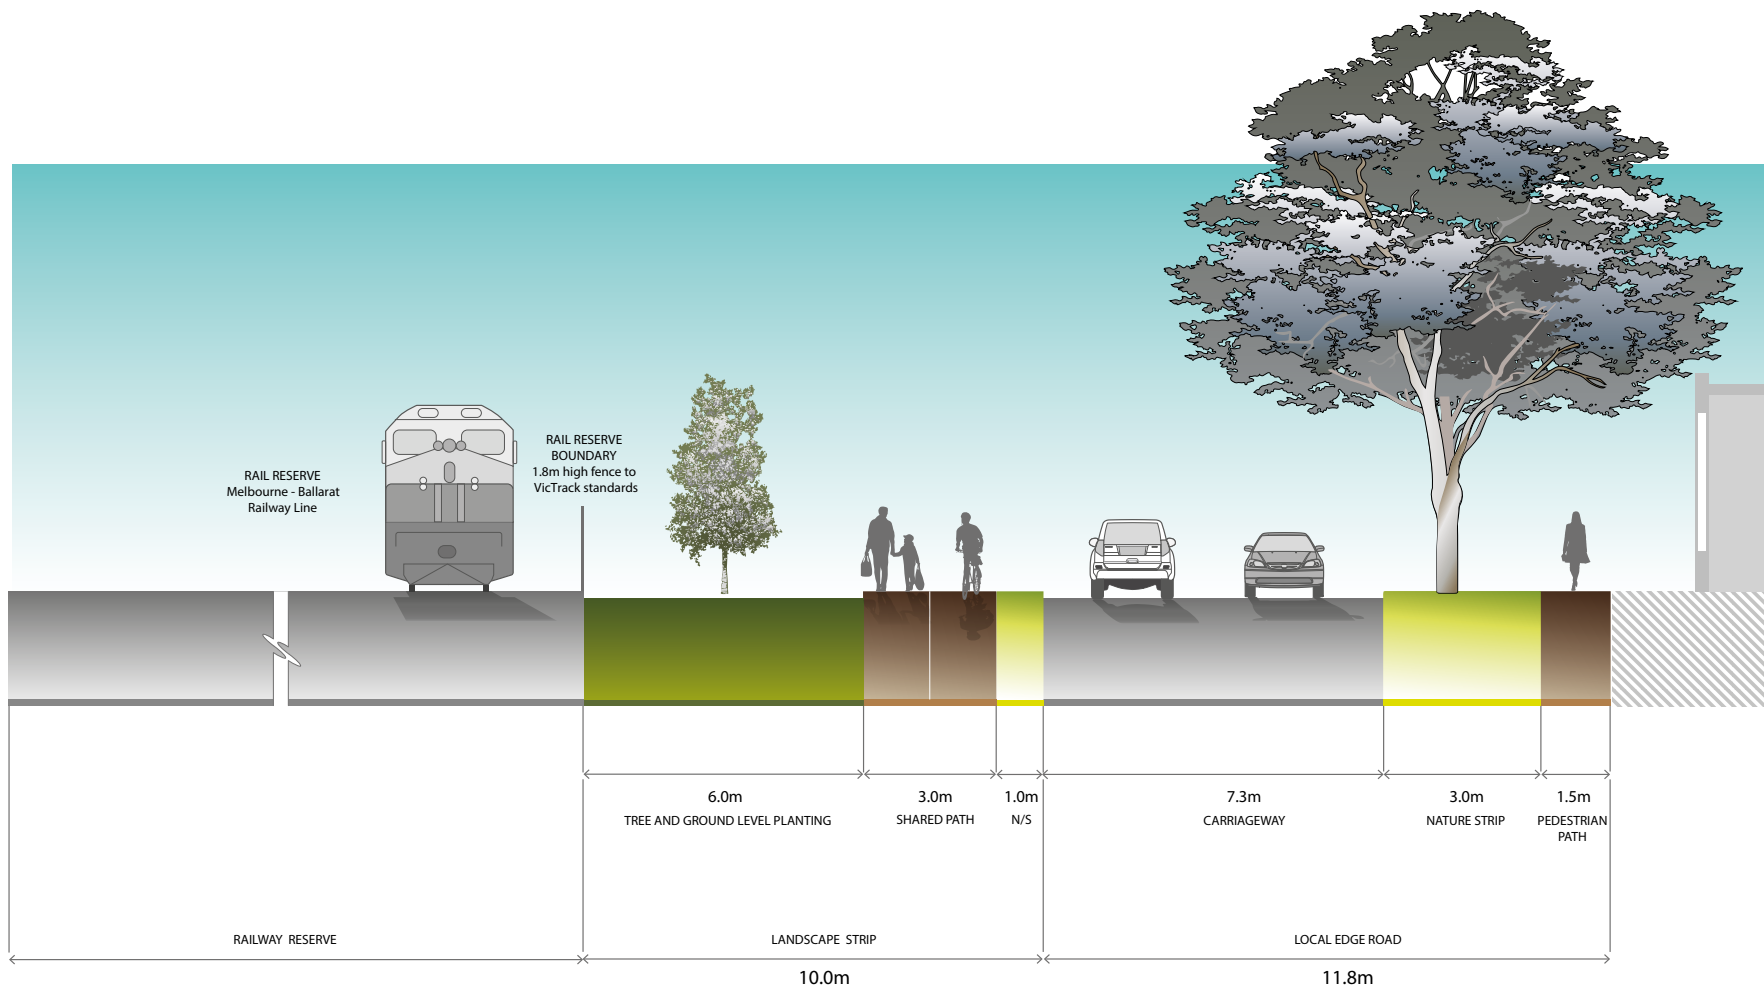 RAIL RESERVE
Melbourne - Ballarat
Railway Line
RAIL RESERVE
BOUNDARY
1.8m high fence to
VicTrack standards
6.0m
TREE AND GROUND LEVEL PLANTING
3.0m
SHARED PATH
1.0m
N/S
7.3m
CARRIAGEWAY
3.0m
NATURE STRIP
1.5m
PEDESTRIAN
PATH
RAILWAY RESERVE
LANDSCAPE STRIP
10.0m
LOCAL EDGE ROAD
11.8m